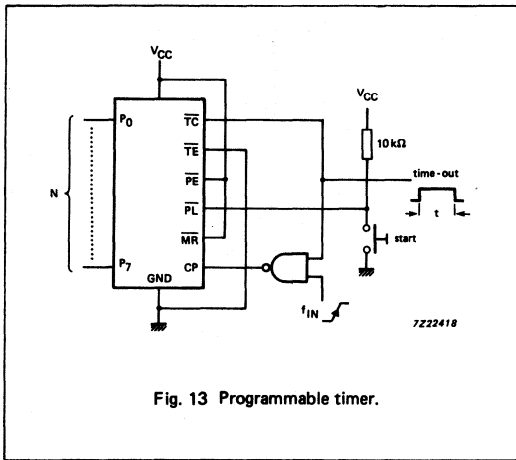 VCC
VCC
P0
TC
10 kΩ
TE
time-out
N
PE
t
PL
MR
start
P7
CP
GND
fIN
7Z22418
Fig. 13 Programmable timer.